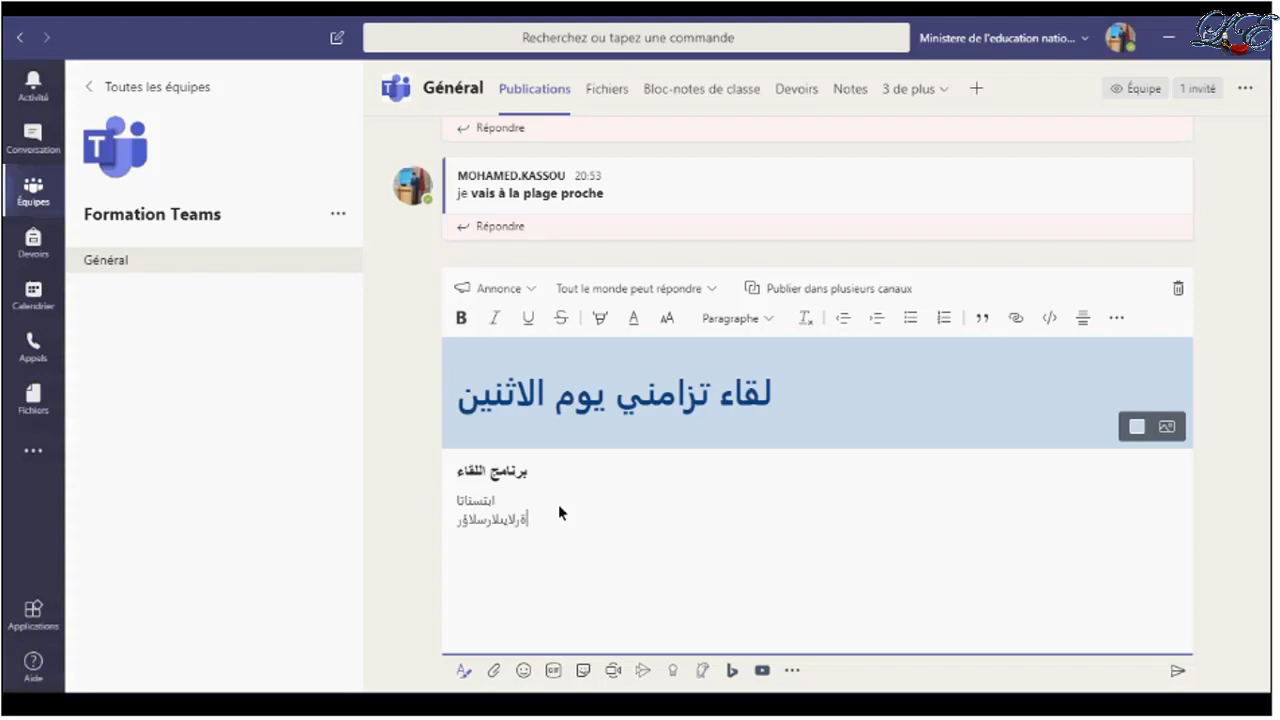 Recherchez ou tapez une commande
Ministere de l'education natio...
Activité
Conversation
Équipes
Devoirs
Calendrier
Appels
Fichiers
Applications
Aide
Toutes les équipes
Formation Teams
Général
Général
Publications
Fichiers
Bloc-notes de classe
Devoirs
Notes
3 de plus
Équipe
1 invité
Répondre
MOHAMED.KASSOU 20:53
je vais à la plage proche
Répondre
Annonce
Tout le monde peut répondre
Publier dans plusieurs canaux
B I U S A AA Paragraphe
لقاء تزامني يوم الاثنين
برنامج اللقاء
ابتسناتا